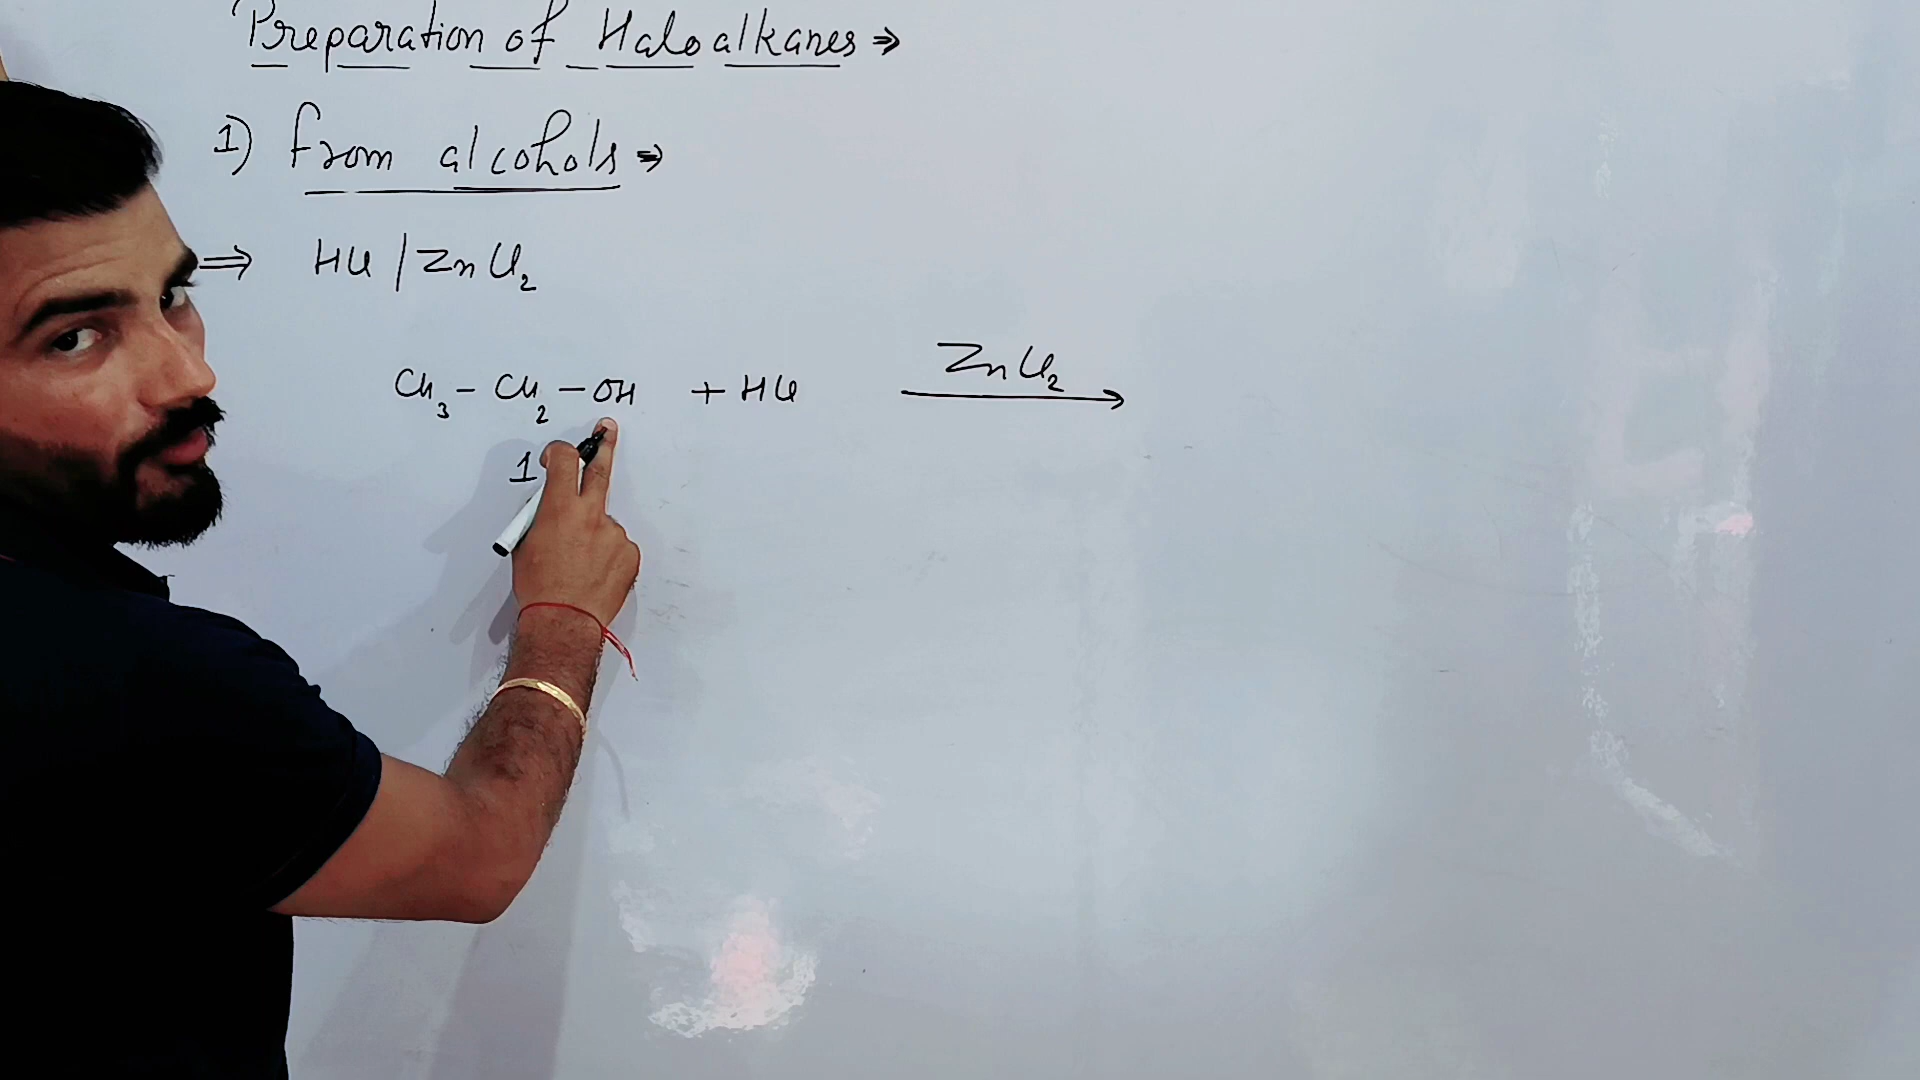 Preparation of Haloalkanes ⇒
1) from alcohols ⇒
⇒ HCl / ZnCl2
ZnCl2
CH3 - CH2 - OH + HCl →
1